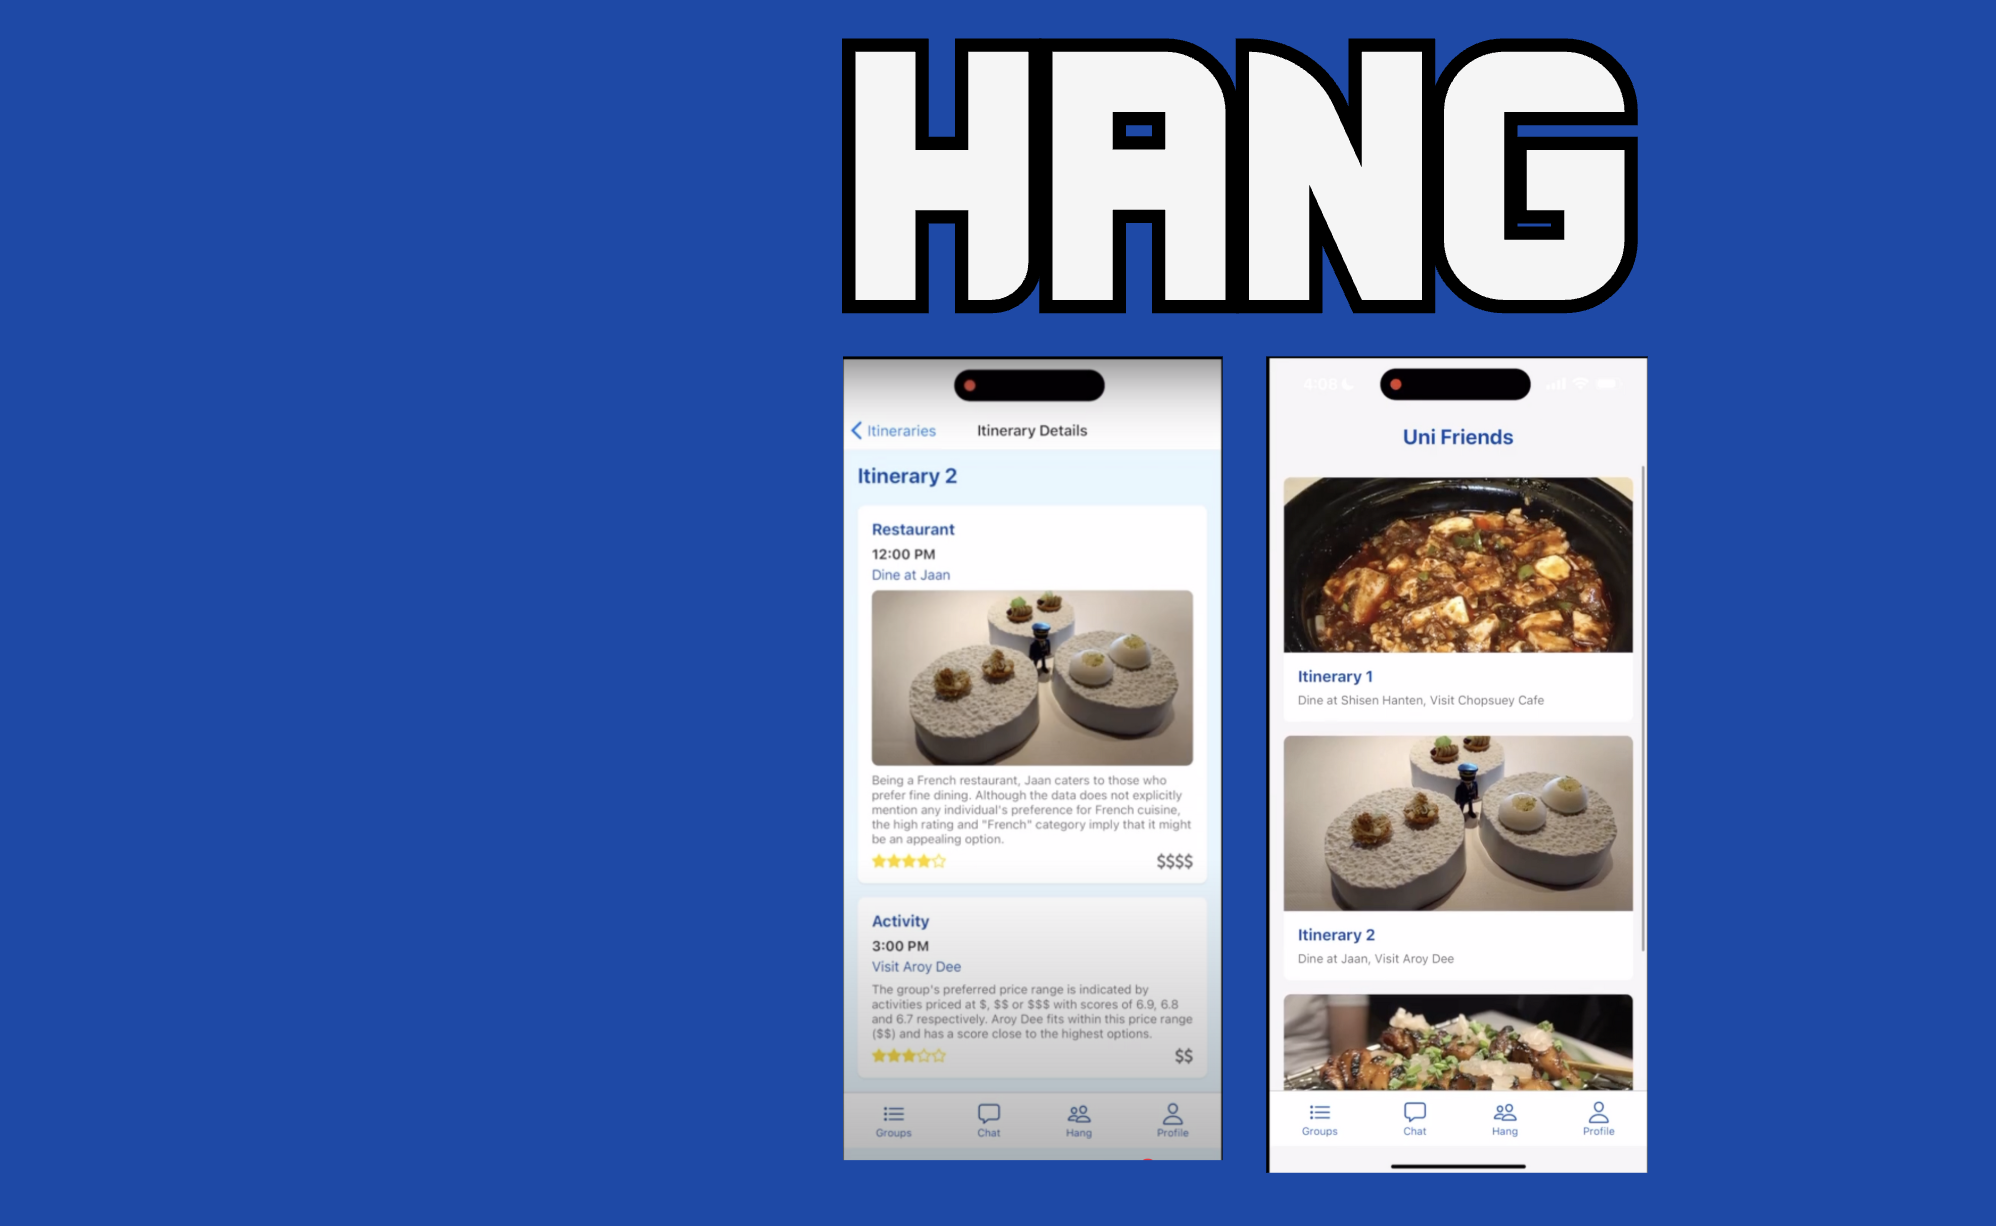 HANG
Itineraries
Itinerary Details
Itinerary 2
Restaurant
12:00 PM
Dine at Jaan
Being a French restaurant, Jaan caters to those who
prefer fine dining. Although the data does not explicitly
mention any individual's preference for French cuisine,
the high rating and "French" category imply that it might
be an appealing option.
$$$$
Activity
3:00 PM
Visit Aroy Dee
The group's preferred price range is indicated by
activities priced at $, $$ or $$$ with scores of 6.9, 6.8
and 6.7 respectively. Aroy Dee fits within this price range
($$) and has a score close to the highest options.
$$
Groups
Chat
Hang
Profile
4:08
Uni Friends
Itinerary 1
Dine at Shisen Hanten, Visit Chopsuey Cafe
Itinerary 2
Dine at Jaan, Visit Aroy Dee
Groups
Chat
Hang
Profile